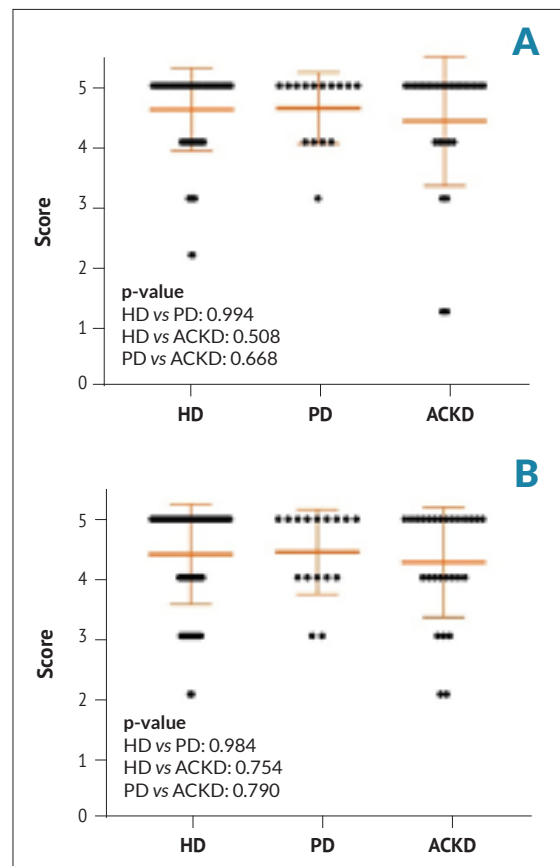 A
5
4
3
2
1
0
Score
p-value
HD vs PD: 0.994
HD vs ACKD: 0.508
PD vs ACKD: 0.668
HD PD ACKD
B
5
4
3
2
1
0
Score
p-value
HD vs PD: 0.984
HD vs ACKD: 0.754
PD vs ACKD: 0.790
HD PD ACKD